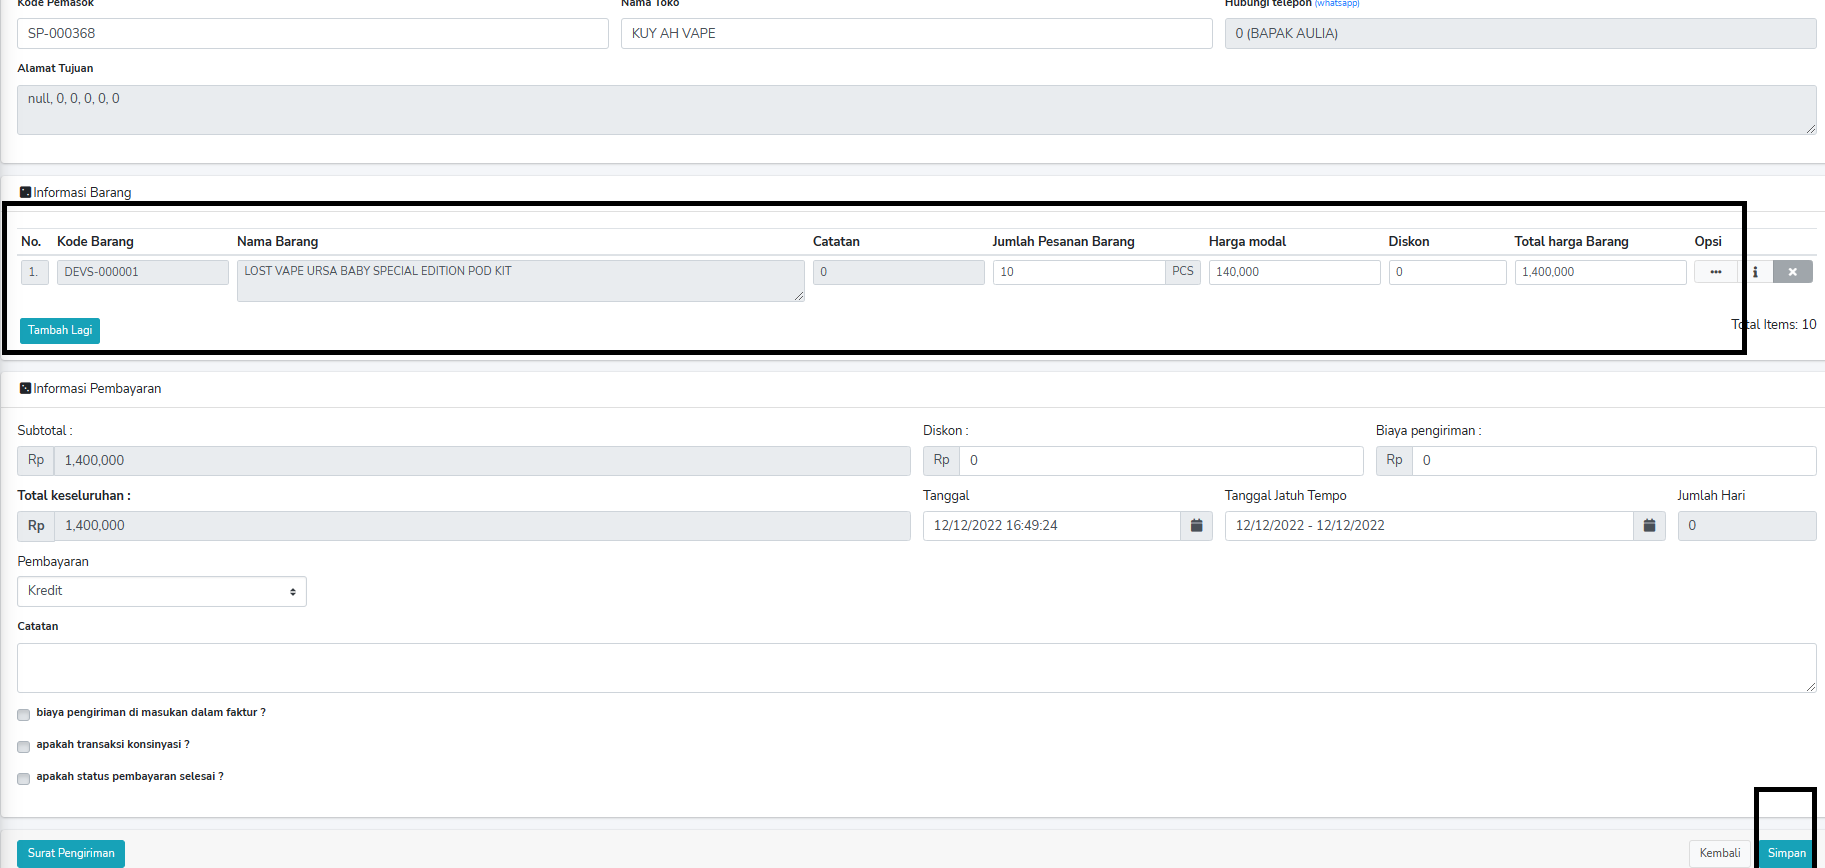 Kode Pemasok Nama Toko Hubungi telepon (whatsapp)
SP-000368 KUY AH VAPE 0 (BAPAK AULIA)
Alamat Tujuan
null, 0, 0, 0, 0, 0
Informasi Barang
No. Kode Barang Nama Barang Catatan Jumlah Pesanan Barang Harga modal Diskon Total harga Barang Opsi
1. DEVS-000001 LOST VAPE URSA BABY SPECIAL EDITION POD KIT 0 10 PCS 140,000 0 1,400,000
Tambah Lagi Total Items: 10
Informasi Pembayaran
Subtotal : Diskon : Biaya pengiriman :
Rp 1,400,000 Rp 0 Rp 0
Total keseluruhan : Tanggal Tanggal Jatuh Tempo Jumlah Hari
Rp 1,400,000 12/12/2022 16:49:24 12/12/2022 - 12/12/2022 0
Pembayaran
Kredit
Catatan
biaya pengiriman di masukan dalam faktur ?
apakah transaksi konsinyasi ?
apakah status pembayaran selesai ?
Surat Pengiriman Kembali Simpan